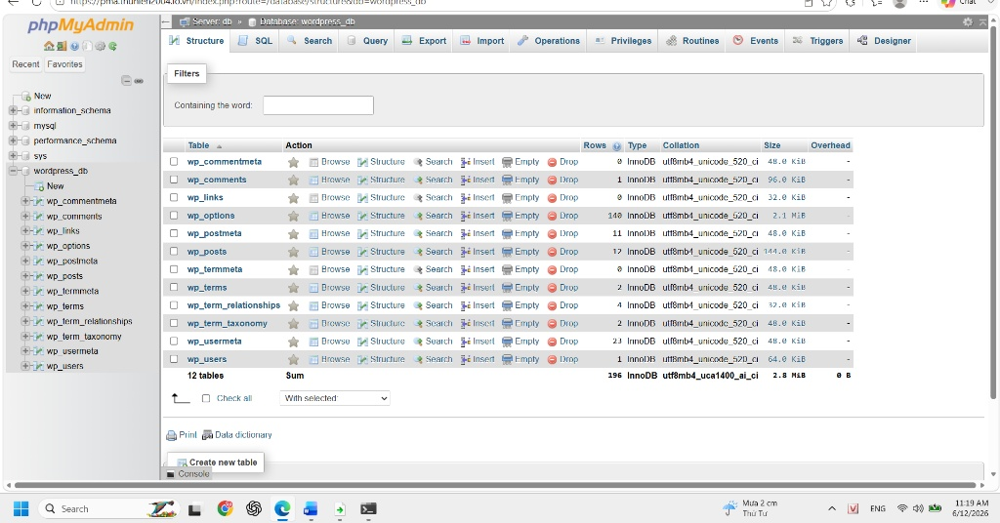 phpMyAdmin
Recent Favorites
New
information_schema
mysql
performance_schema
sys
wordpress_db
New
wp_commentmeta
wp_comments
wp_links
wp_options
wp_postmeta
wp_posts
wp_termmeta
wp_terms
wp_term_relationships
wp_term_taxonomy
wp_usermeta
wp_users
Server: db » Database: wordpress_db
Structure SQL Search Query Export Import Operations Privileges Routines Events Triggers Designer
Filters
Containing the word:
Table Action Rows Type Collation Size Overhead
wp_commentmeta Browse Structure Search Insert Empty Drop 0 InnoDB utf8mb4_unicode_520_ci 48.0 KiB -
wp_comments Browse Structure Search Insert Empty Drop 1 InnoDB utf8mb4_unicode_520_ci 96.0 KiB -
wp_links Browse Structure Search Insert Empty Drop 0 InnoDB utf8mb4_unicode_520_ci 32.0 KiB -
wp_options Browse Structure Search Insert Empty Drop 140 InnoDB utf8mb4_unicode_520_ci 2.1 MiB -
wp_postmeta Browse Structure Search Insert Empty Drop 11 InnoDB utf8mb4_unicode_520_ci 48.0 KiB -
wp_posts Browse Structure Search Insert Empty Drop 12 InnoDB utf8mb4_unicode_520_ci 144.0 KiB -
wp_termmeta Browse Structure Search Insert Empty Drop 0 InnoDB utf8mb4_unicode_520_ci 48.0 KiB -
wp_terms Browse Structure Search Insert Empty Drop 2 InnoDB utf8mb4_unicode_520_ci 48.0 KiB -
wp_term_relationships Browse Structure Search Insert Empty Drop 4 InnoDB utf8mb4_unicode_520_ci 32.0 KiB -
wp_term_taxonomy Browse Structure Search Insert Empty Drop 2 InnoDB utf8mb4_unicode_520_ci 48.0 KiB -
wp_usermeta Browse Structure Search Insert Empty Drop 23 InnoDB utf8mb4_unicode_520_ci 48.0 KiB -
wp_users Browse Structure Search Insert Empty Drop 1 InnoDB utf8mb4_unicode_520_ci 64.0 KiB -
12 tables Sum 196 InnoDB utf8mb4_uca1400_ai_ci 2.8 MiB 0 B
Check all With selected:
Print Data dictionary
Create new table
Console
Search
Mưa 2 cm
Thứ Tư
ENG
11:19 AM
6/12/2026